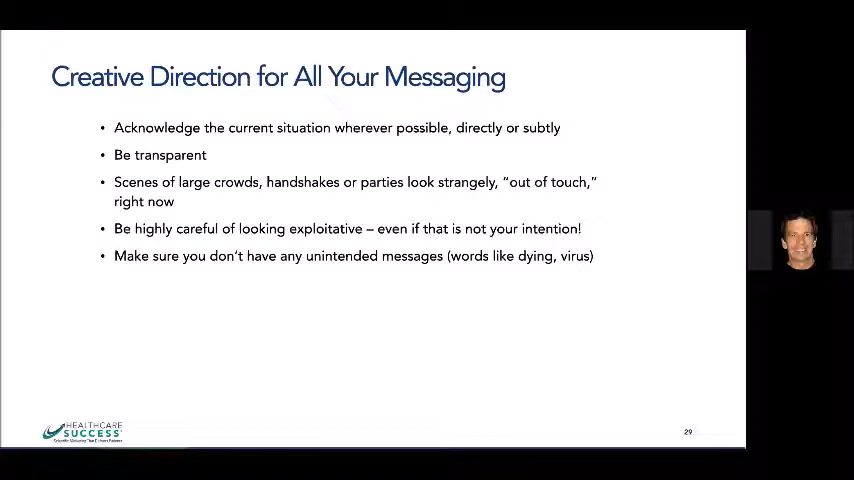 Creative Direction for All Your Messaging
• Acknowledge the current situation wherever possible, directly or subtly
• Be transparent
• Scenes of large crowds, handshakes or parties look strangely, “out of touch,”
right now
• Be highly careful of looking exploitative – even if that is not your intention!
• Make sure you don’t have any unintended messages (words like dying, virus)
HEALTHCARE
SUCCESS
29